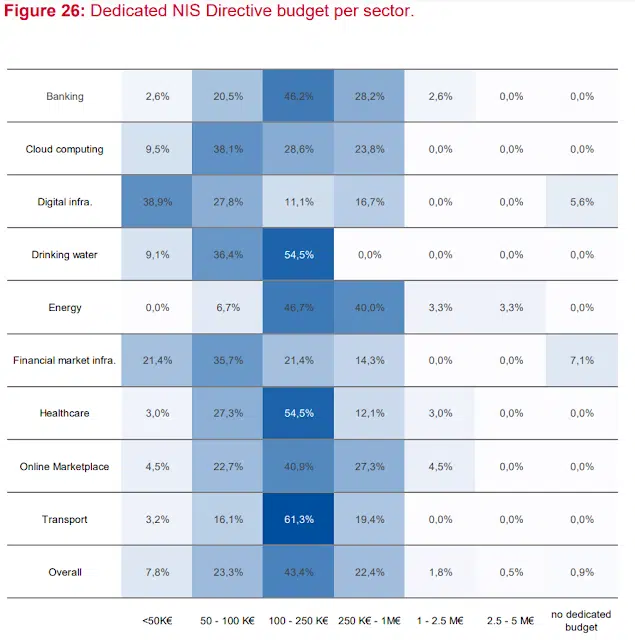 Figure 26: Dedicated NIS Directive budget per sector.
Banking 2,6% 20,5% 46,2% 28,2% 2,6% 0,0% 0,0%
Cloud computing 9,5% 38,1% 28,6% 23,8% 0,0% 0,0% 0,0%
Digital infra. 38,9% 27,8% 11,1% 16,7% 0,0% 0,0% 5,6%
Drinking water 9,1% 36,4% 54,5% 0,0% 0,0% 0,0% 0,0%
Energy 0,0% 6,7% 46,7% 40,0% 3,3% 3,3% 0,0%
Financial market infra. 21,4% 35,7% 21,4% 14,3% 0,0% 0,0% 7,1%
Healthcare 3,0% 27,3% 54,5% 12,1% 3,0% 0,0% 0,0%
Online Marketplace 4,5% 22,7% 40,9% 27,3% 4,5% 0,0% 0,0%
Transport 3,2% 16,1% 61,3% 19,4% 0,0% 0,0% 0,0%
Overall 7,8% 23,3% 43,4% 22,4% 1,8% 0,5% 0,9%
<50K€ 50 - 100 K€ 100 - 250 K€ 250 K€ - 1M€ 1 - 2.5 M€ 2.5 - 5 M€ no dedicated
budget